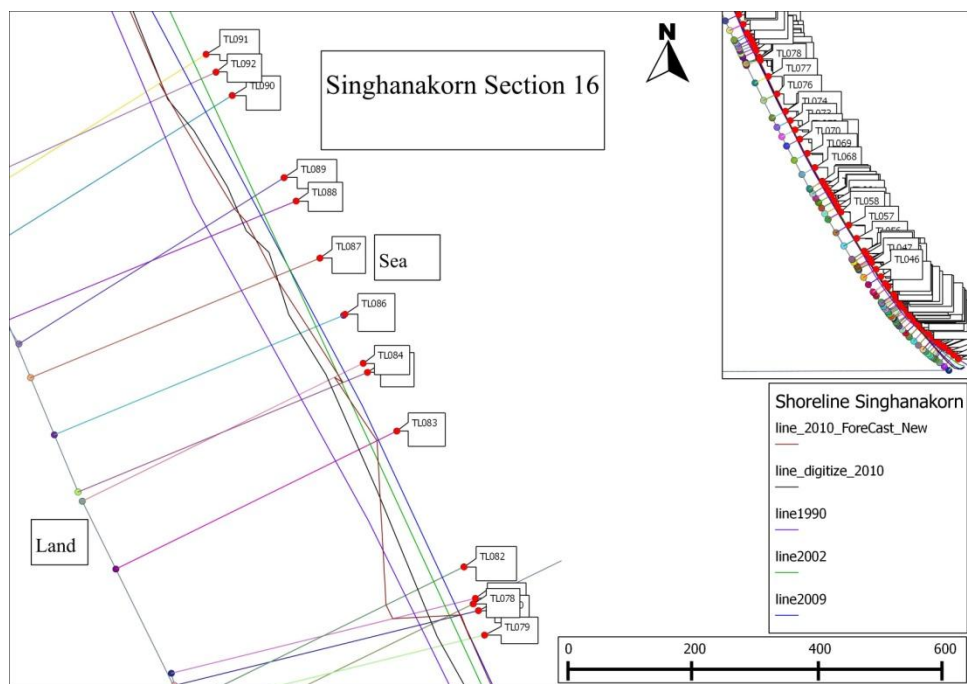 TL091
TL092
TL090
Singhanakorn Section 16
N
TL078
TL077
TL076
TL074
TL070
TL069
TL068
TL058
TL057
TL047
TL046
TL089
TL088
TL087
Sea
TL086
TL084
TL083
Land
TL082
TL078
TL079
Shoreline Singhanakorn
line_2010_ForeCast_New
line_digitize_2010
line1990
line2002
line2009
0 200 400 600